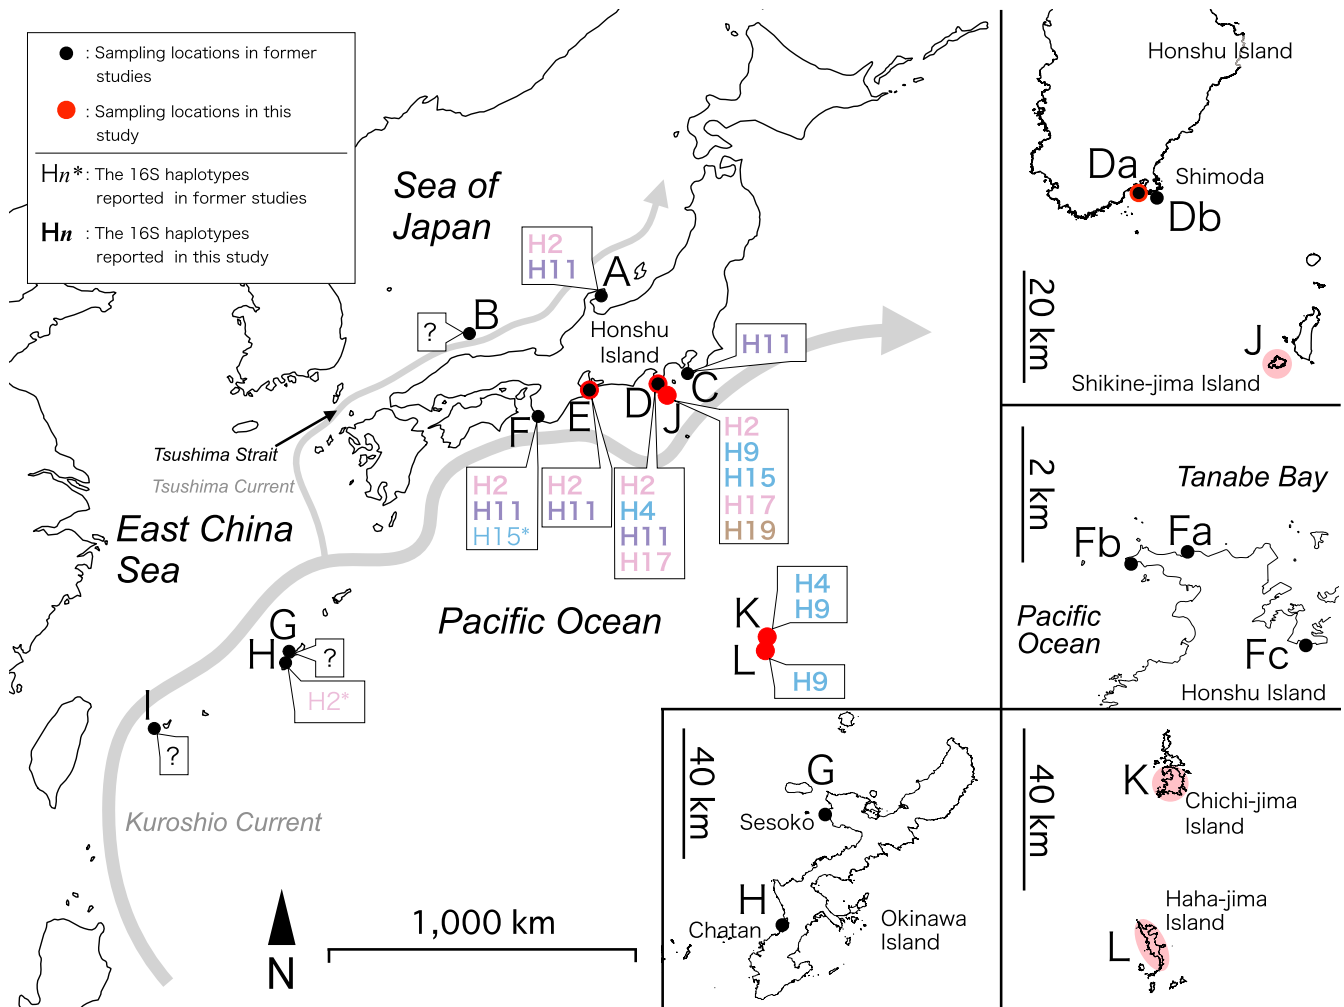 : Sampling locations in former
studies
: Sampling locations in this
study
Hn* : The 16S haplotypes
reported in former studies
Hn : The 16S haplotypes
reported in this study
Sea of
Japan
H2
H11
A
B
?
Honshu
Island
H11
C
D
J
E
F
Tsushima Strait
Tsushima Current
East China
Sea
H2
H11
H15*
H2
H11
H2
H4
H11
H17
H2
H9
H15
H17
H19
Pacific Ocean
K
H4
H9
L
H9
G
?
H
H2*
I
?
Kuroshio Current
N
1,000 km
Honshu Island
Da
Shimoda
Db
20 km
J
Shikine-jima Island
2 km
Tanabe Bay
Fb
Fa
Pacific
Ocean
Fc
Honshu Island
40 km
G
Sesoko
H
Chatan
Okinawa
Island
40 km
K
Chichi-jima
Island
Haha-jima
Island
L